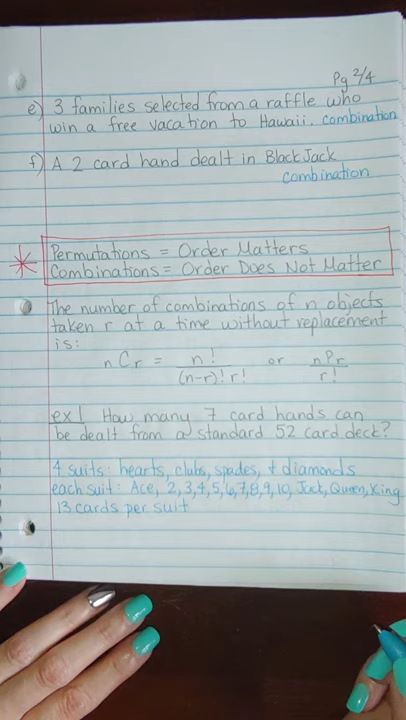 Pg 2/4
e) 3 families selected from a raffle who
win a free vacation to Hawaii. combination
f) A 2 card hand dealt in BlackJack
combination
* Permutations = Order Matters
Combinations = Order Does Not Matter
The number of combinations of n objects
taken r at a time without replacement
is:
nCr = n!/(n-r)! r! or nPr/r!
ex 1 How many 7 card hands can
be dealt from a standard 52 card deck?
4 suits: hearts, clubs, spades, + diamonds
each suit: Ace, 2,3,4,5,6,7,8,9,10, Jack, Queen, King
13 cards per suit